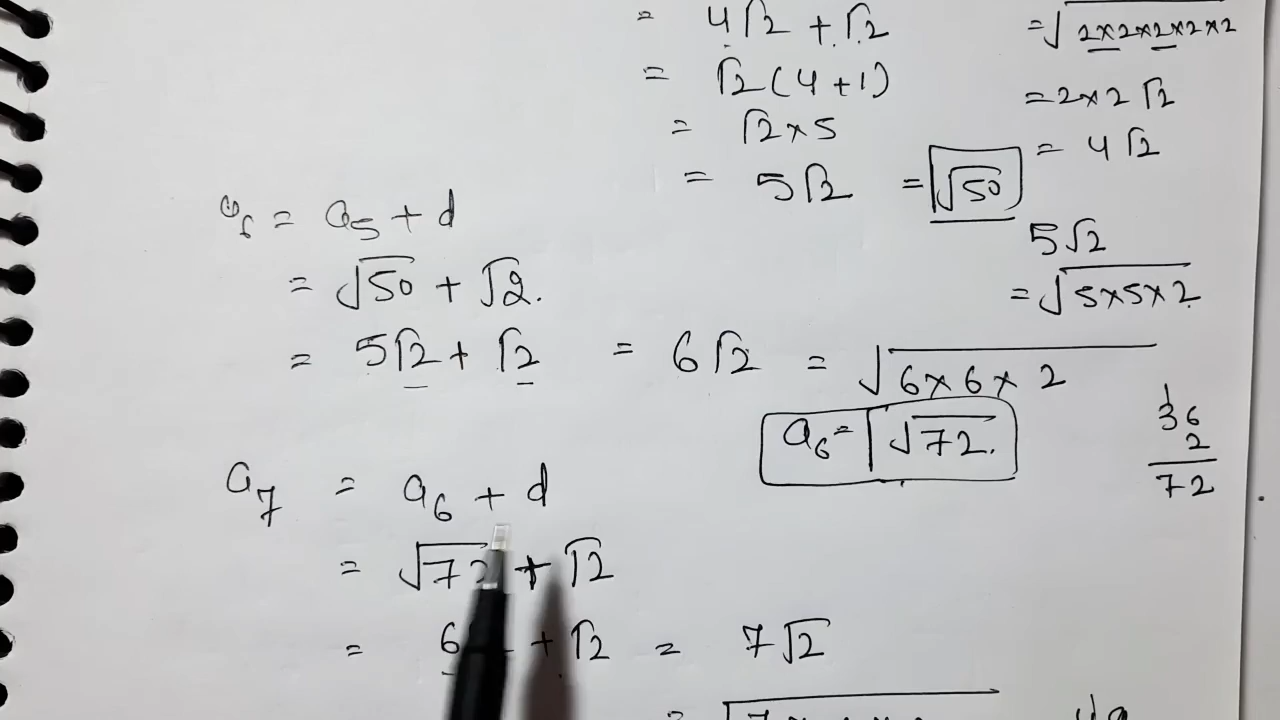 = 4√2 + √2
= √2 (4 + 1)
= √2 × 5
= 5√2 = √50
= √2×2×2×2×2
= 2×2√2
= 4√2
5√2
= √5×5×2
= a5 + d
= √50 + √2.
= 5√2 + √2 = 6√2 = √6×6×2
a6 = √72.
1
36
2
72
a7 = a6 + d
= √72 + √2
= 6 + √2 = 7√2